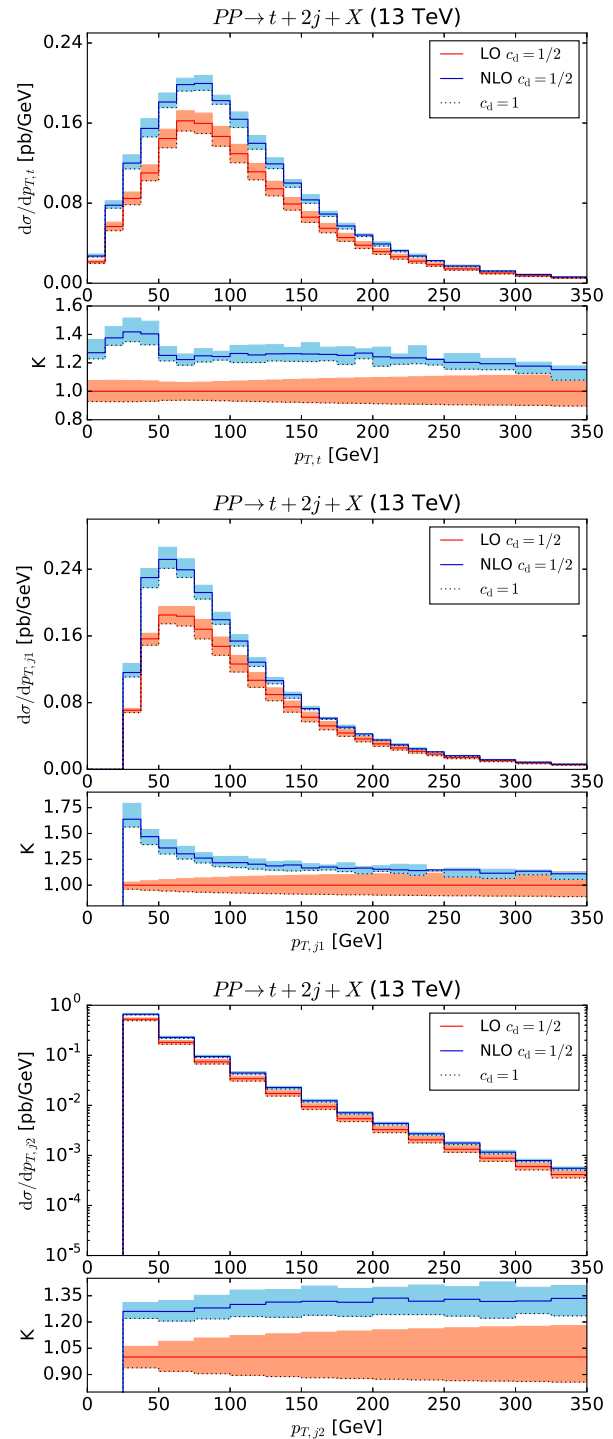 PP → t + 2j + X (13 TeV)
0.24
0.16
0.08
0.00
dσ/dp_{T,t} [pb/GeV]
LO c_d = 1/2
NLO c_d = 1/2
c_d = 1
1.6
1.4
1.2
1.0
0.8
K
0 50 100 150 200 250 300 350
p_{T,t} [GeV]
PP → t + 2j + X (13 TeV)
0.24
0.16
0.08
0.00
dσ/dp_{T,j1} [pb/GeV]
LO c_d = 1/2
NLO c_d = 1/2
c_d = 1
1.75
1.50
1.25
1.00
K
0 50 100 150 200 250 300 350
p_{T,j1} [GeV]
PP → t + 2j + X (13 TeV)
10^0
10^{-1}
10^{-2}
10^{-3}
10^{-4}
10^{-5}
dσ/dp_{T,j2} [pb/GeV]
LO c_d = 1/2
NLO c_d = 1/2
c_d = 1
1.35
1.20
1.05
0.90
K
0 50 100 150 200 250 300 350
p_{T,j2} [GeV]